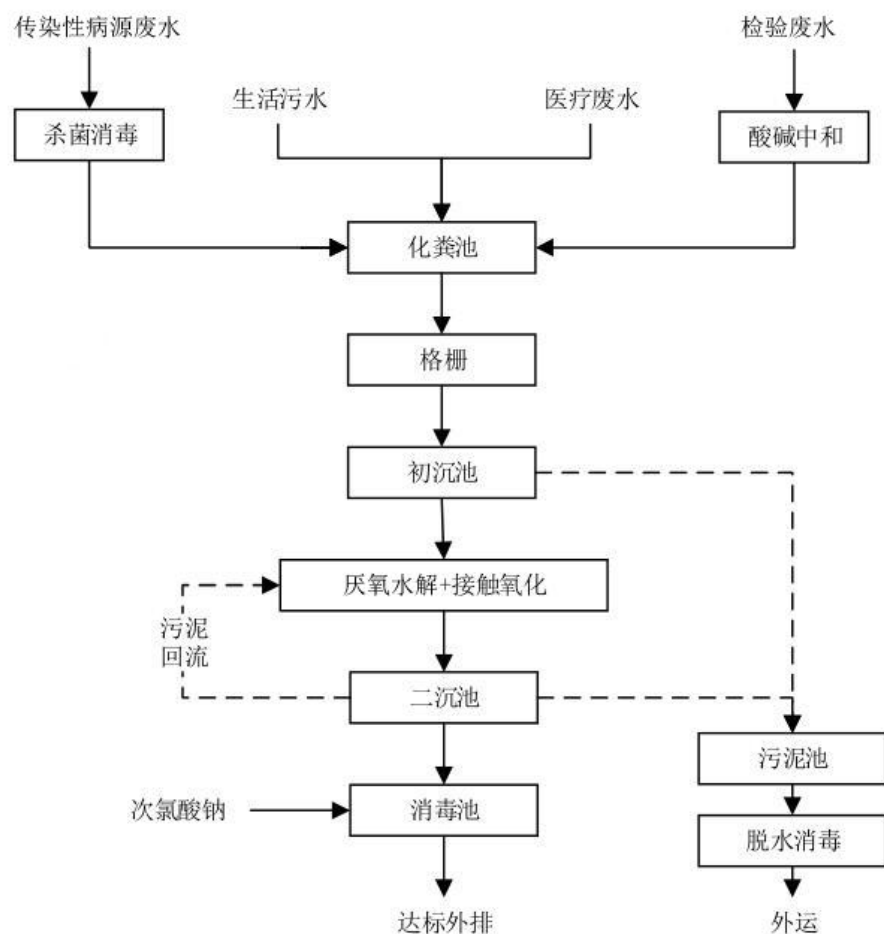 传染性病源废水
检验废水
生活污水
医疗废水
杀菌消毒
酸碱中和
化粪池
格栅
初沉池
厌氧水解+接触氧化
污泥
回流
二沉池
污泥池
次氯酸钠
消毒池
脱水消毒
达标外排
外运